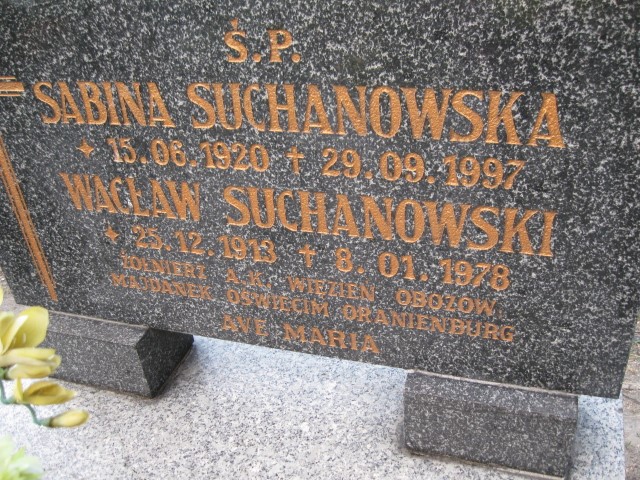 Ś.P.
SABINA SUCHANOWSKA
✦ 15.06.1920 ✝ 29.09.1997
WACŁAW SUCHANOWSKI
✦ 25.12.1913 ✝ 8.01.1978
ŻOŁNIERZ A.K. WIĘZIEŃ OBOZÓW
MAJDANEK OŚWIĘCIM ORANIENBURG
AVE MARIA